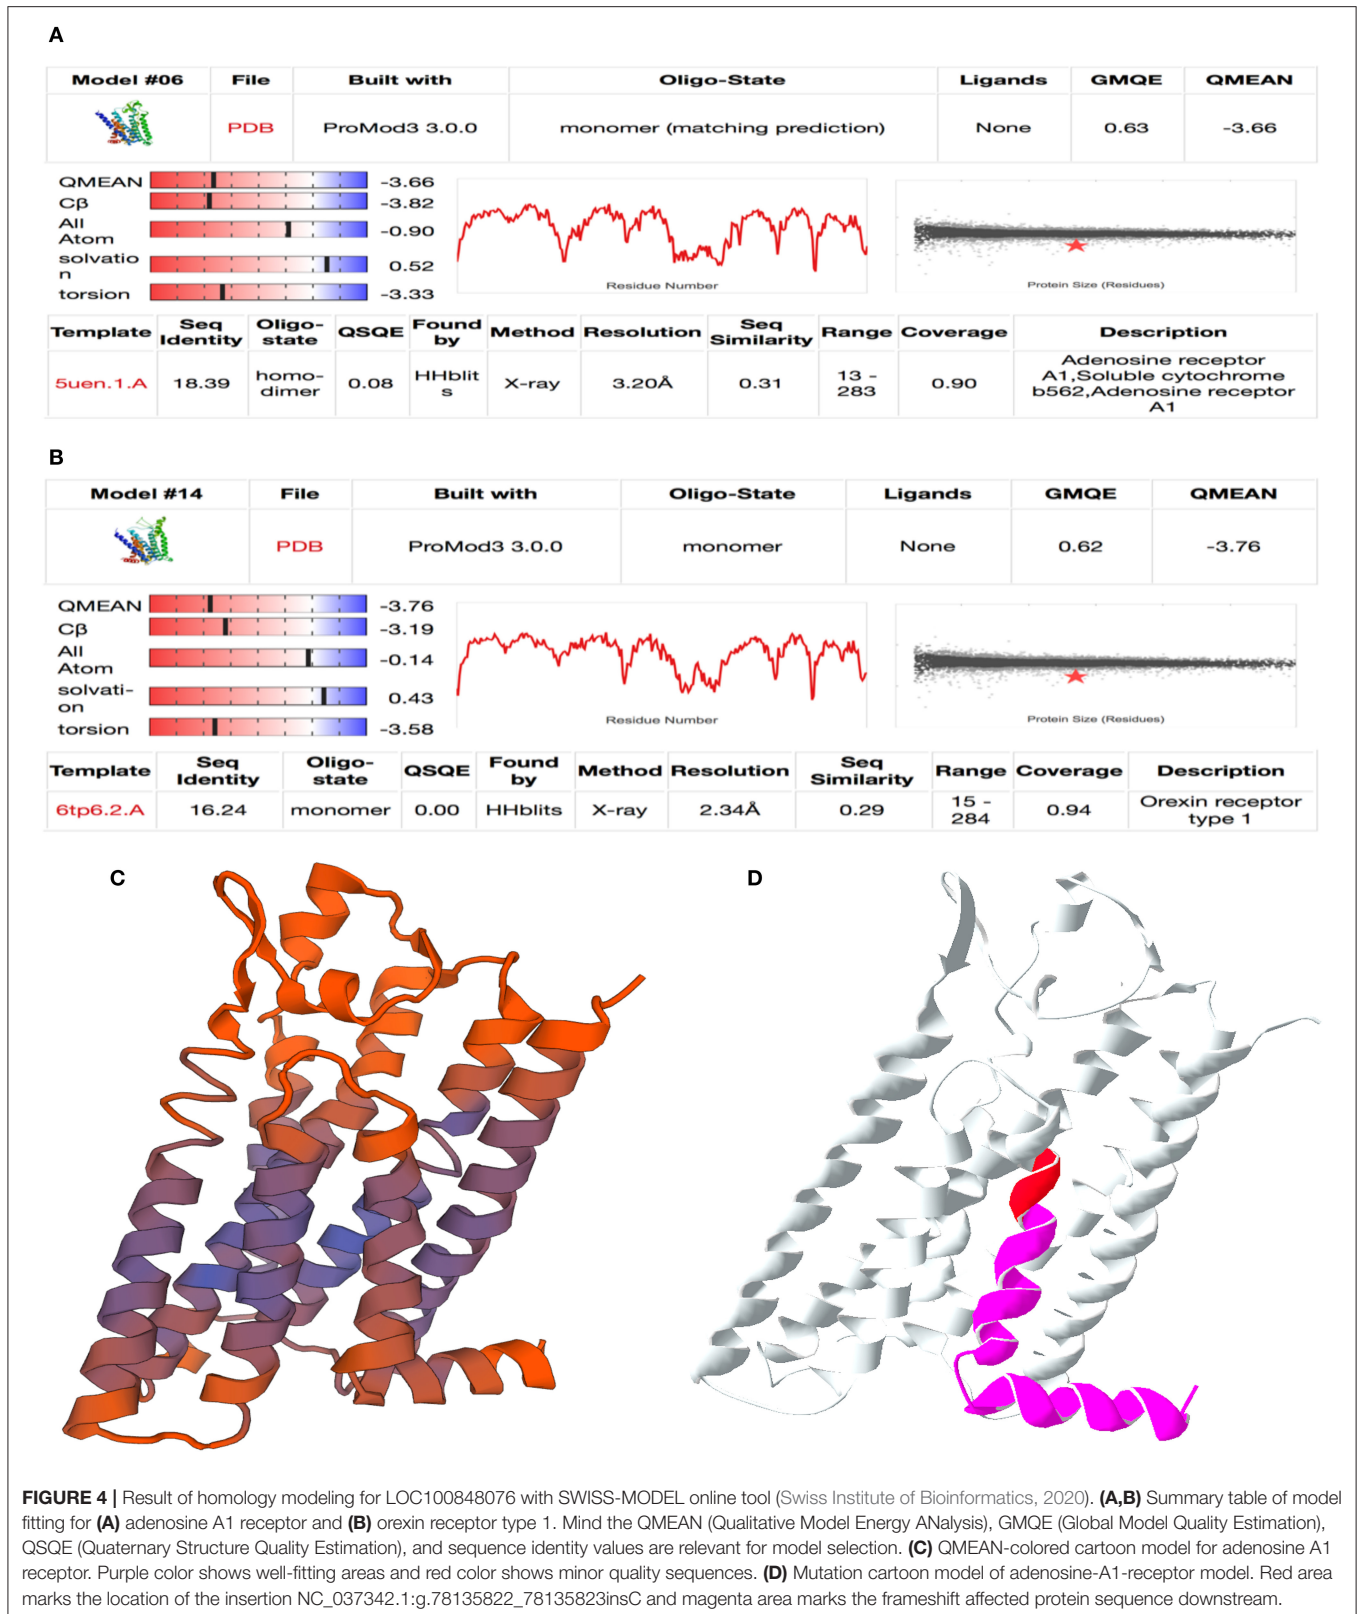 A
Model #06 File Built with Oligo-State Ligands GMQE QMEAN
PDB ProMod3 3.0.0 monomer (matching prediction) None 0.63 -3.66
QMEAN -3.66
Cβ -3.82
All
Atom -0.90
solvatio
n 0.52
torsion -3.33
Residue Number
Protein Size (Residues)
Template Seq Identity Oligo-state QSQE Found by Method Resolution Seq Similarity Range Coverage Description
5uen.1.A 18.39 homo-dimer 0.08 HHblits X-ray 3.20Å 0.31 13 - 283 0.90 Adenosine receptor A1,Soluble cytochrome b562,Adenosine receptor A1
B
Model #14 File Built with Oligo-State Ligands GMQE QMEAN
PDB ProMod3 3.0.0 monomer None 0.62 -3.76
QMEAN -3.76
Cβ -3.19
All
Atom -0.14
solvati-
on 0.43
torsion -3.58
Residue Number
Protein Size (Residues)
Template Seq Identity Oligo-state QSQE Found by Method Resolution Seq Similarity Range Coverage Description
6tp6.2.A 16.24 monomer 0.00 HHblits X-ray 2.34Å 0.29 15 - 284 0.94 Orexin receptor type 1
C
D
FIGURE 4 | Result of homology modeling for LOC100848076 with SWISS-MODEL online tool (Swiss Institute of Bioinformatics, 2020). (A,B) Summary table of model
fitting for (A) adenosine A1 receptor and (B) orexin receptor type 1. Mind the QMEAN (Qualitative Model Energy ANalysis), GMQE (Global Model Quality Estimation),
QSQE (Quaternary Structure Quality Estimation), and sequence identity values are relevant for model selection. (C) QMEAN-colored cartoon model for adenosine A1
receptor. Purple color shows well-fitting areas and red color shows minor quality sequences. (D) Mutation cartoon model of adenosine-A1-receptor model. Red area
marks the location of the insertion NC_037342.1:g.78135822_78135823insC and magenta area marks the frameshift affected protein sequence downstream.